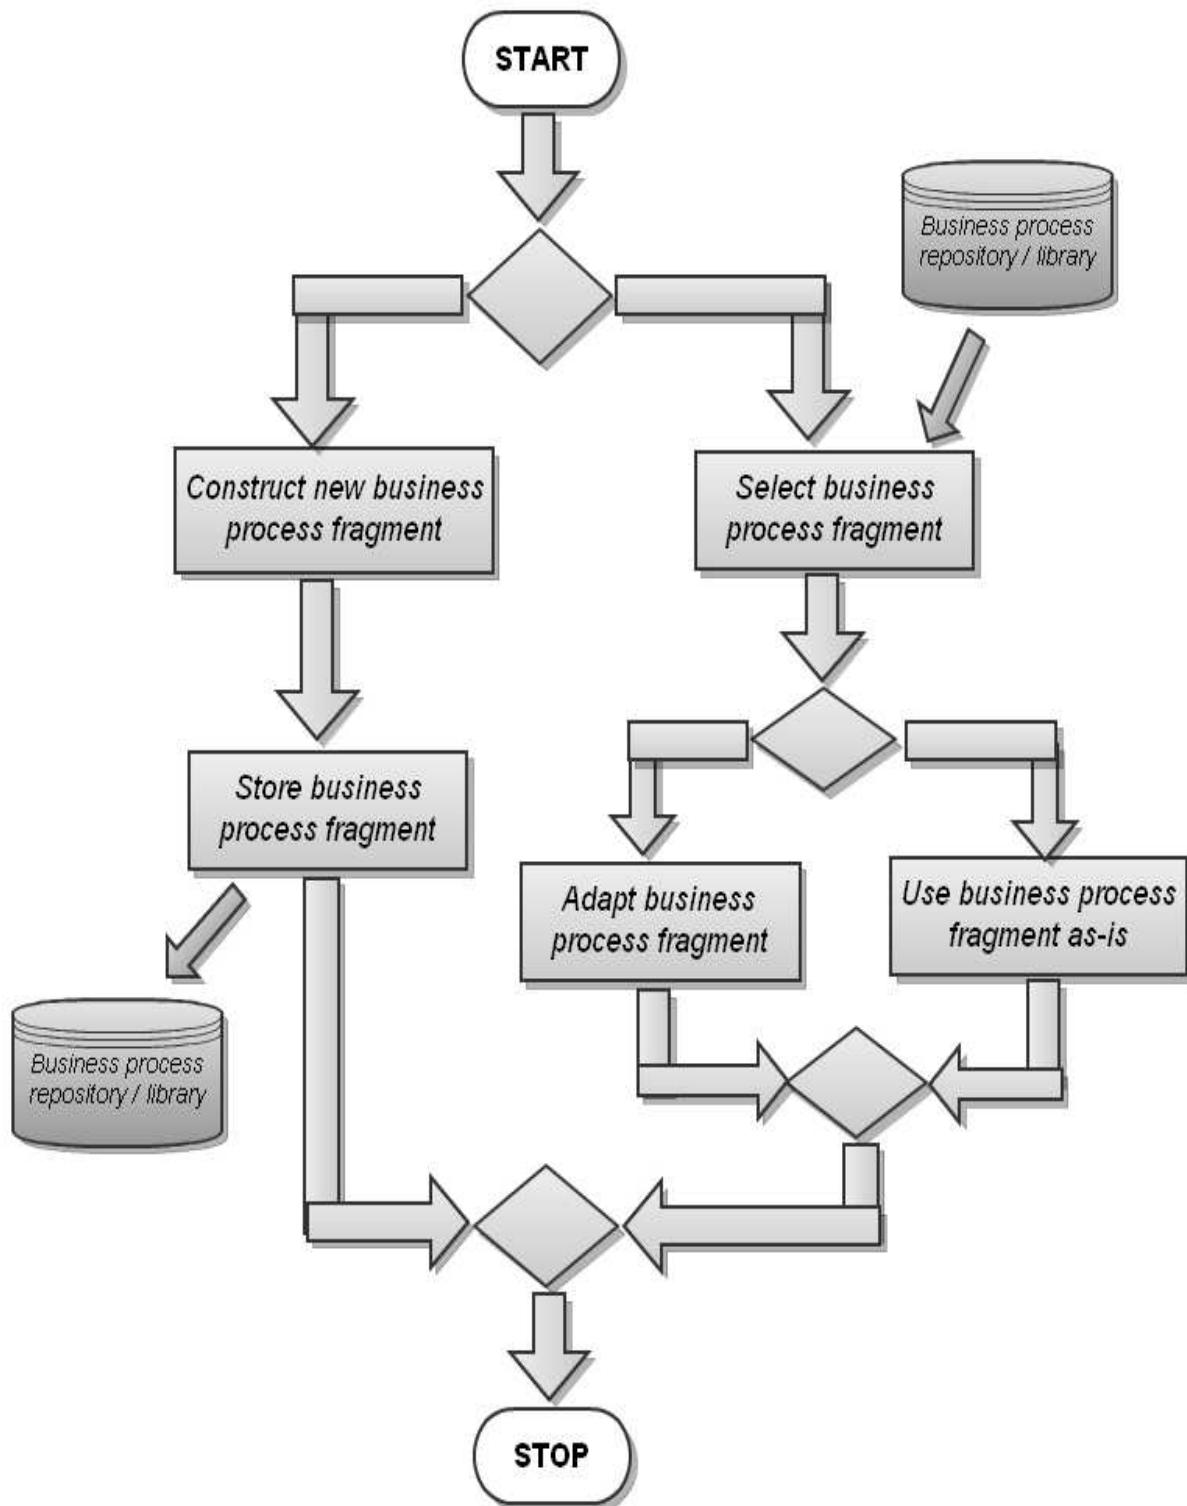 START
Business process
repository / library
Construct new business
process fragment
Select business
process fragment
Store business
process fragment
Adapt business
process fragment
Use business process
fragment as-is
Business process
repository / library
STOP